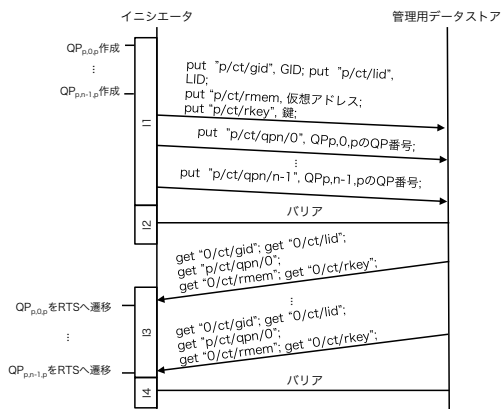 イニシエータ
管理用データストア
QPp,0,p作成
⋮
QPp,n-1,p作成
put "p/ct/gid", GID; put "p/ct/lid",
LID;
put "p/ct/rmem, 仮想アドレス;
put "p/ct/rkey", 鍵;
I1
put "p/ct/qpn/0", QPp,0,pのQP番号;
⋮
put "p/ct/qpn/n-1", QPp,n-1,pのQP番号;
I2
バリア
get "0/ct/gid"; get "0/ct/lid";
get "p/ct/qpn/0";
get "0/ct/rmem"; get "0/ct/rkey";
QPp,0,pをRTSへ遷移
⋮
I3
⋮
get "0/ct/gid"; get "0/ct/lid";
get "p/ct/qpn/0";
get "0/ct/rmem"; get "0/ct/rkey";
QPp,n-1,pをRTSへ遷移
I4
バリア